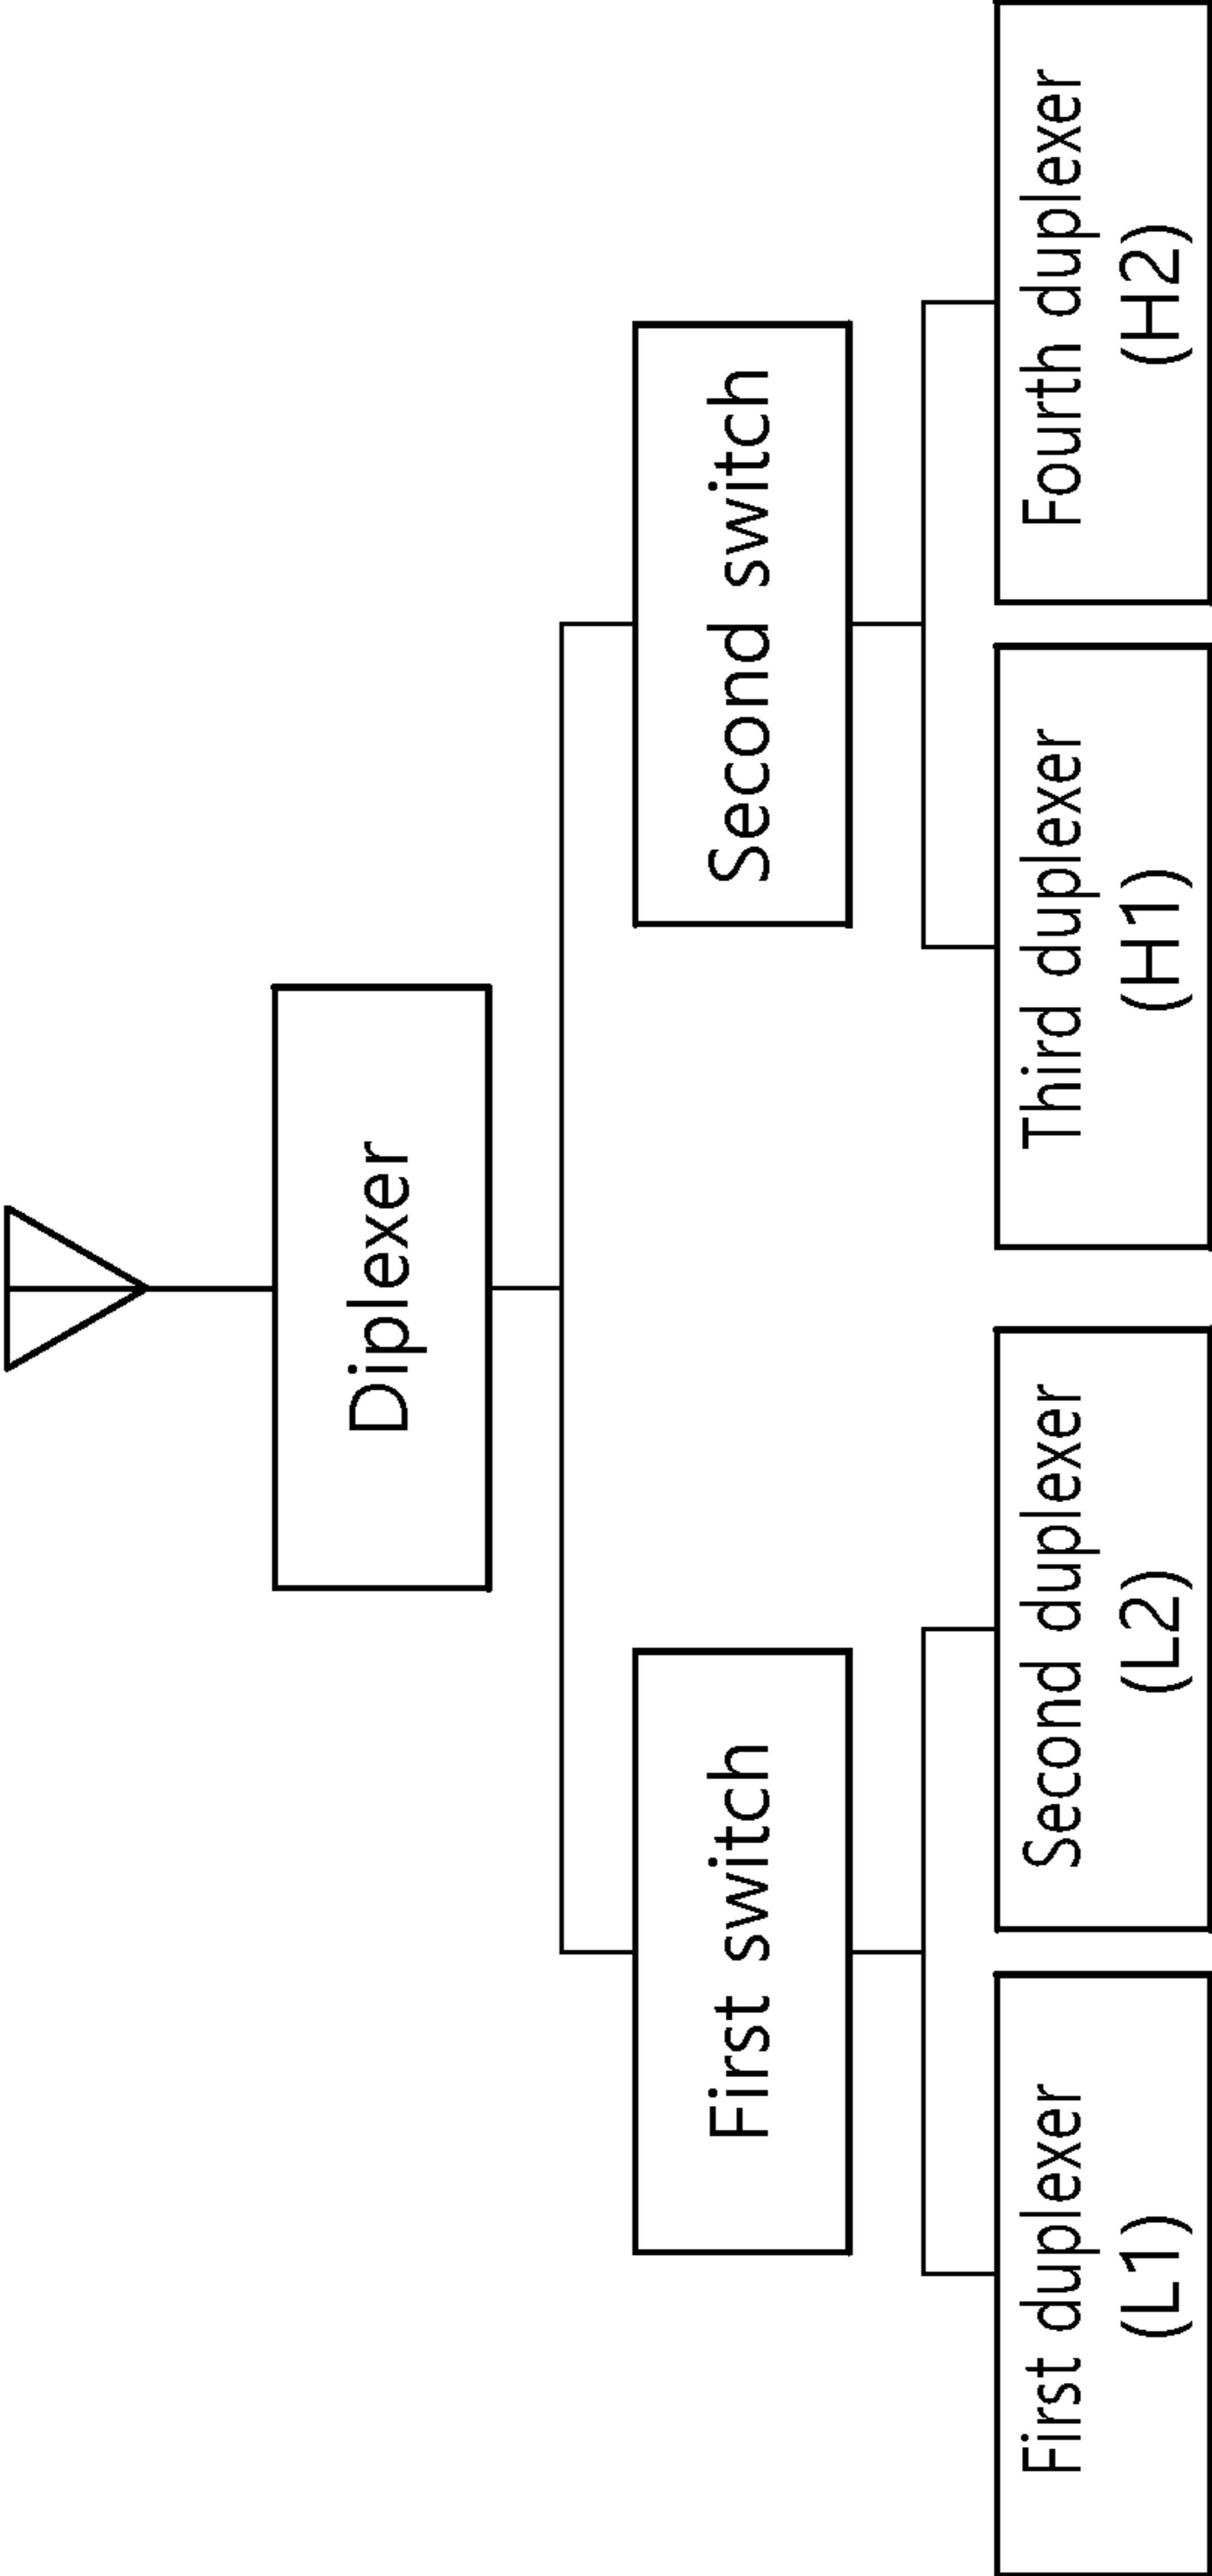 Diplexer
First switch
Second switch
First duplexer
(L1)
Second duplexer
(L2)
Third duplexer
(H1)
Fourth duplexer
(H2)